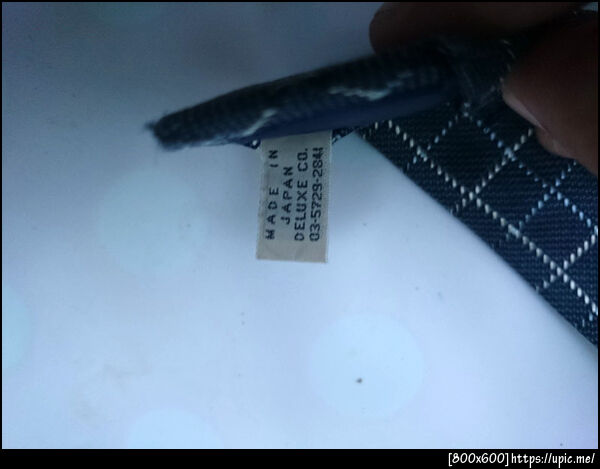 MADE IN
JAPAN
DELUXE CO.
03-5729-2841
[800x600]https://upic.me/